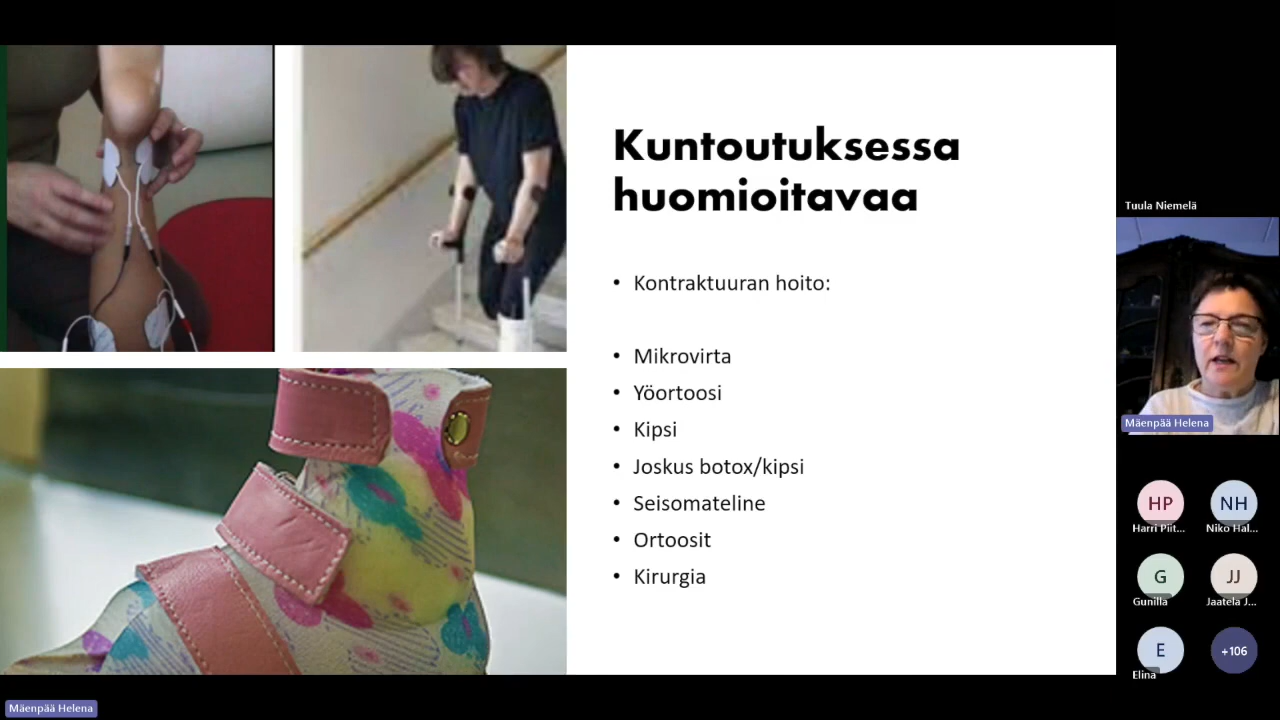 Kuntoutuksessa
huomioitavaa
• Kontraktuuran hoito:
• Mikrovirta
• Yöortoosi
• Kipsi
• Joskus botox/kipsi
• Seisomateline
• Ortoosit
• Kirurgia
Tuula Niemelä
Mäenpää Helena
HP
Harri Piit...
NH
Niko Hal...
G
Gunilla
JJ
Jaatela J...
E
Elina
+106
Mäenpää Helena